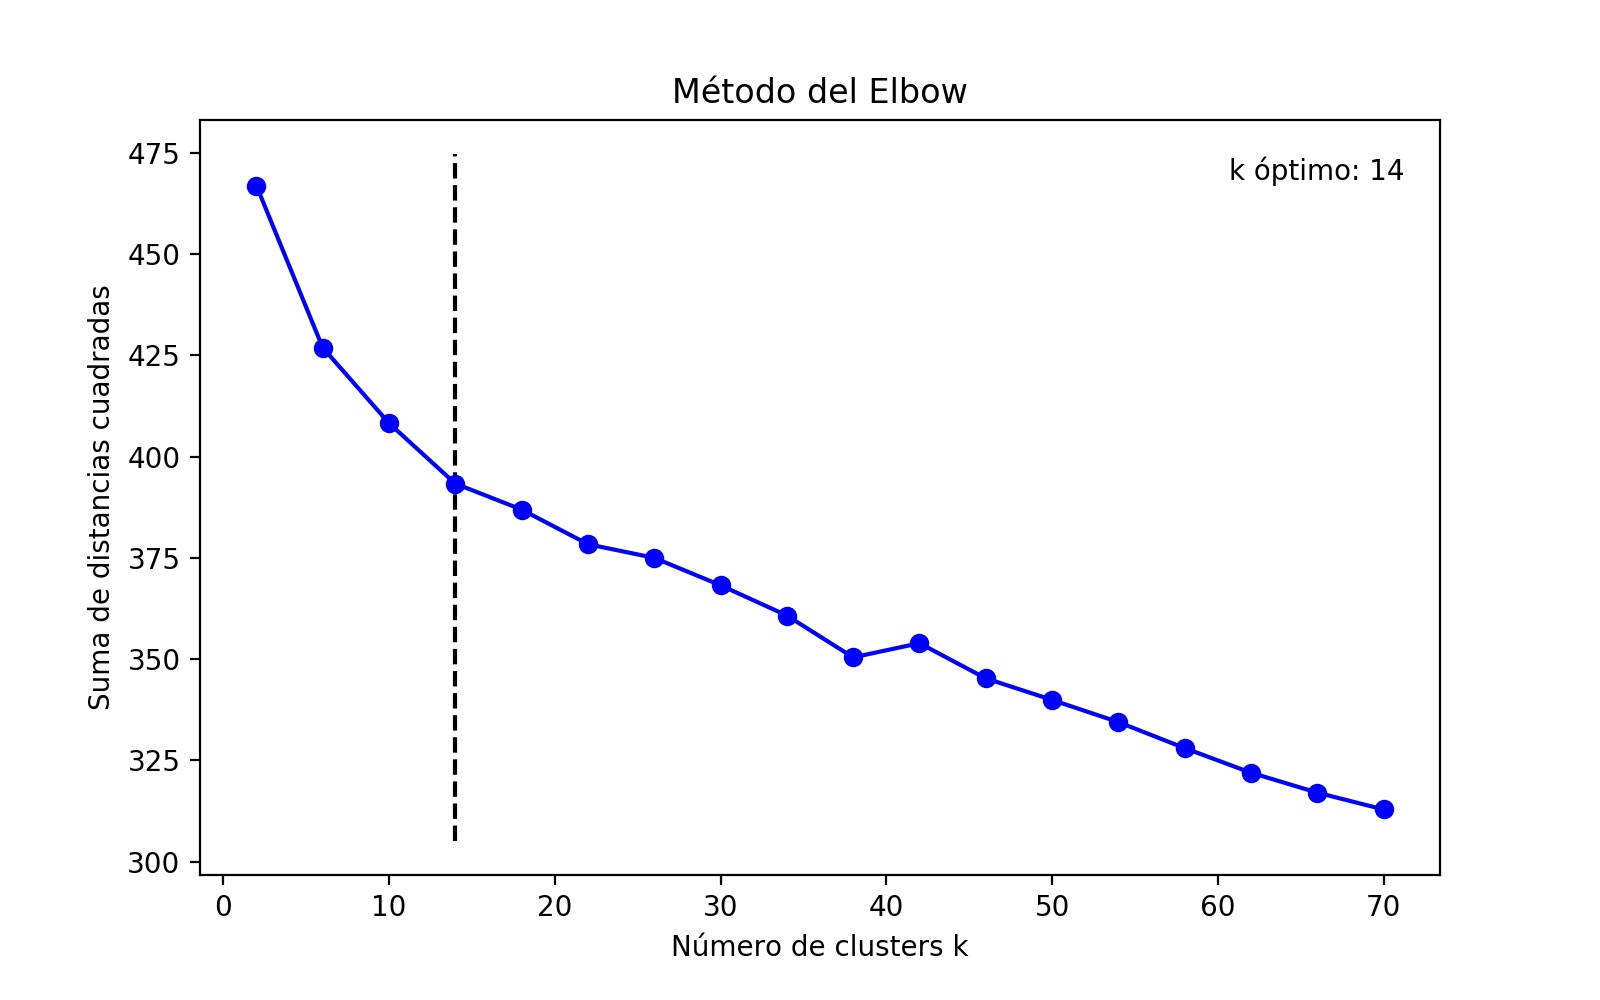 Método del Elbow
k óptimo: 14
Suma de distancias cuadradas
475
450
425
400
375
350
325
300
0 10 20 30 40 50 60 70
Número de clusters k